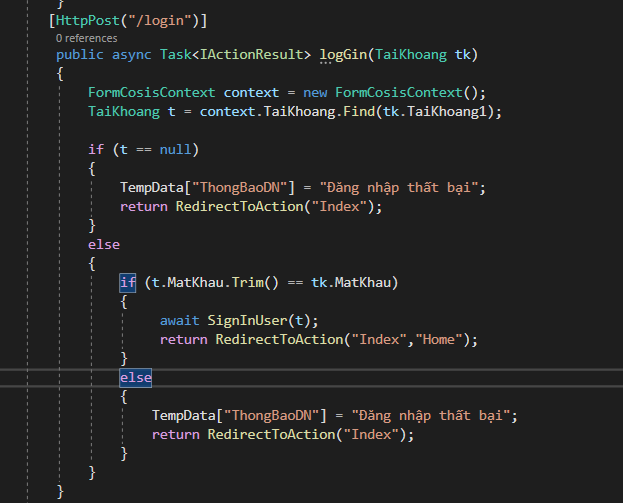 }
[HttpPost("/login")]
0 references
public async Task<IActionResult> logGin(TaiKhoang tk)
{
FormCosisContext context = new FormCosisContext();
TaiKhoang t = context.TaiKhoang.Find(tk.TaiKhoang1);
if (t == null)
{
TempData["ThongBaoDN"] = "Đăng nhập thất bại";
return RedirectToAction("Index");
}
else
{
if (t.MatKhau.Trim() == tk.MatKhau)
{
await SignInUser(t);
return RedirectToAction("Index","Home");
}
else
{
TempData["ThongBaoDN"] = "Đăng nhập thất bại";
return RedirectToAction("Index");
}
}
}